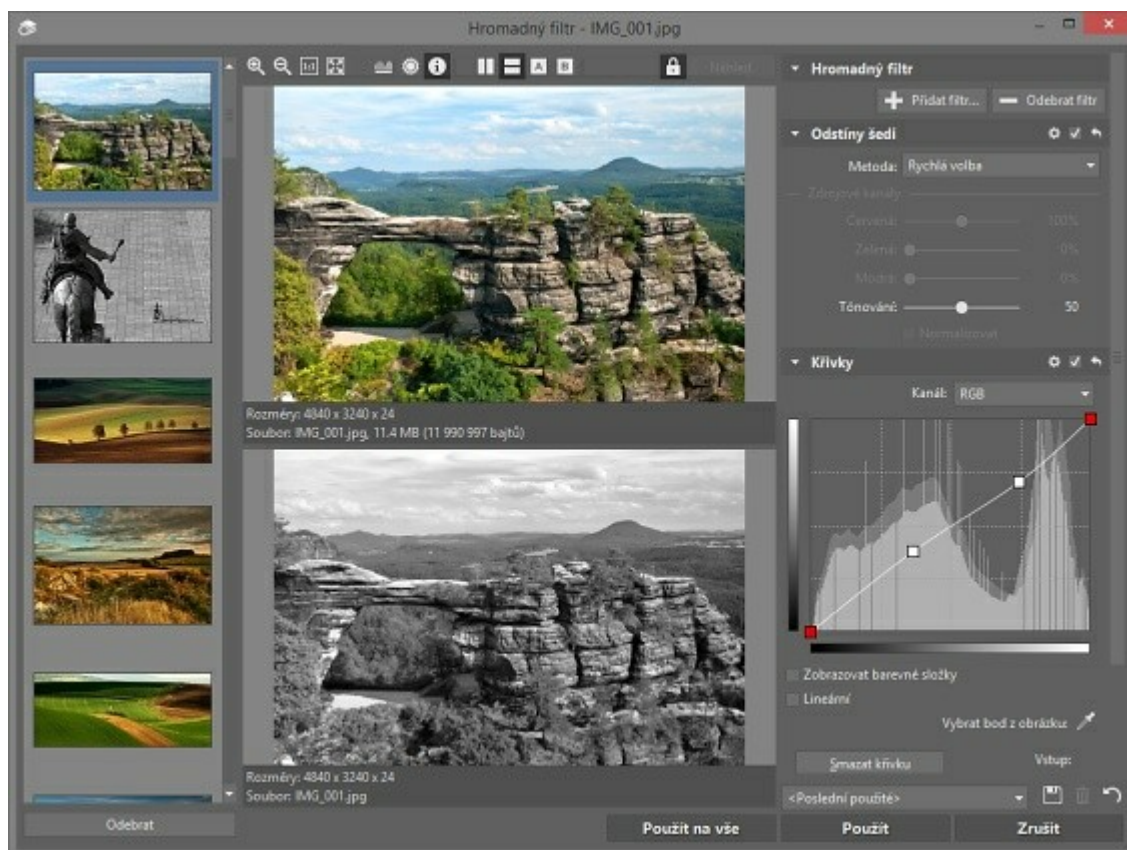 Hromadný filtr - IMG_001.jpg
Náhled
Rozměry: 4840 x 3240 x 24
Soubor: IMG_001.jpg, 11.4 MB (11 990 997 bajtů)
Rozměry: 4840 x 3240 x 24
Soubor: IMG_001.jpg
Hromadný filtr
Přidat filtr... Odebrat filtr
Odstíny šedi
Metoda: Rychlá volba
Zdrojové kanály
Červená: 100%
Zelená: 0%
Modrá: 0%
Tónování: 50
Normalizovat
Křivky
Kanál: RGB
Zobrazovat barevné složky
Lineární
Vybrat bod z obrázku:
Smazat křivku Vstup:
<Poslední použité>
Odebrat
Použít na vše Použít Zrušit